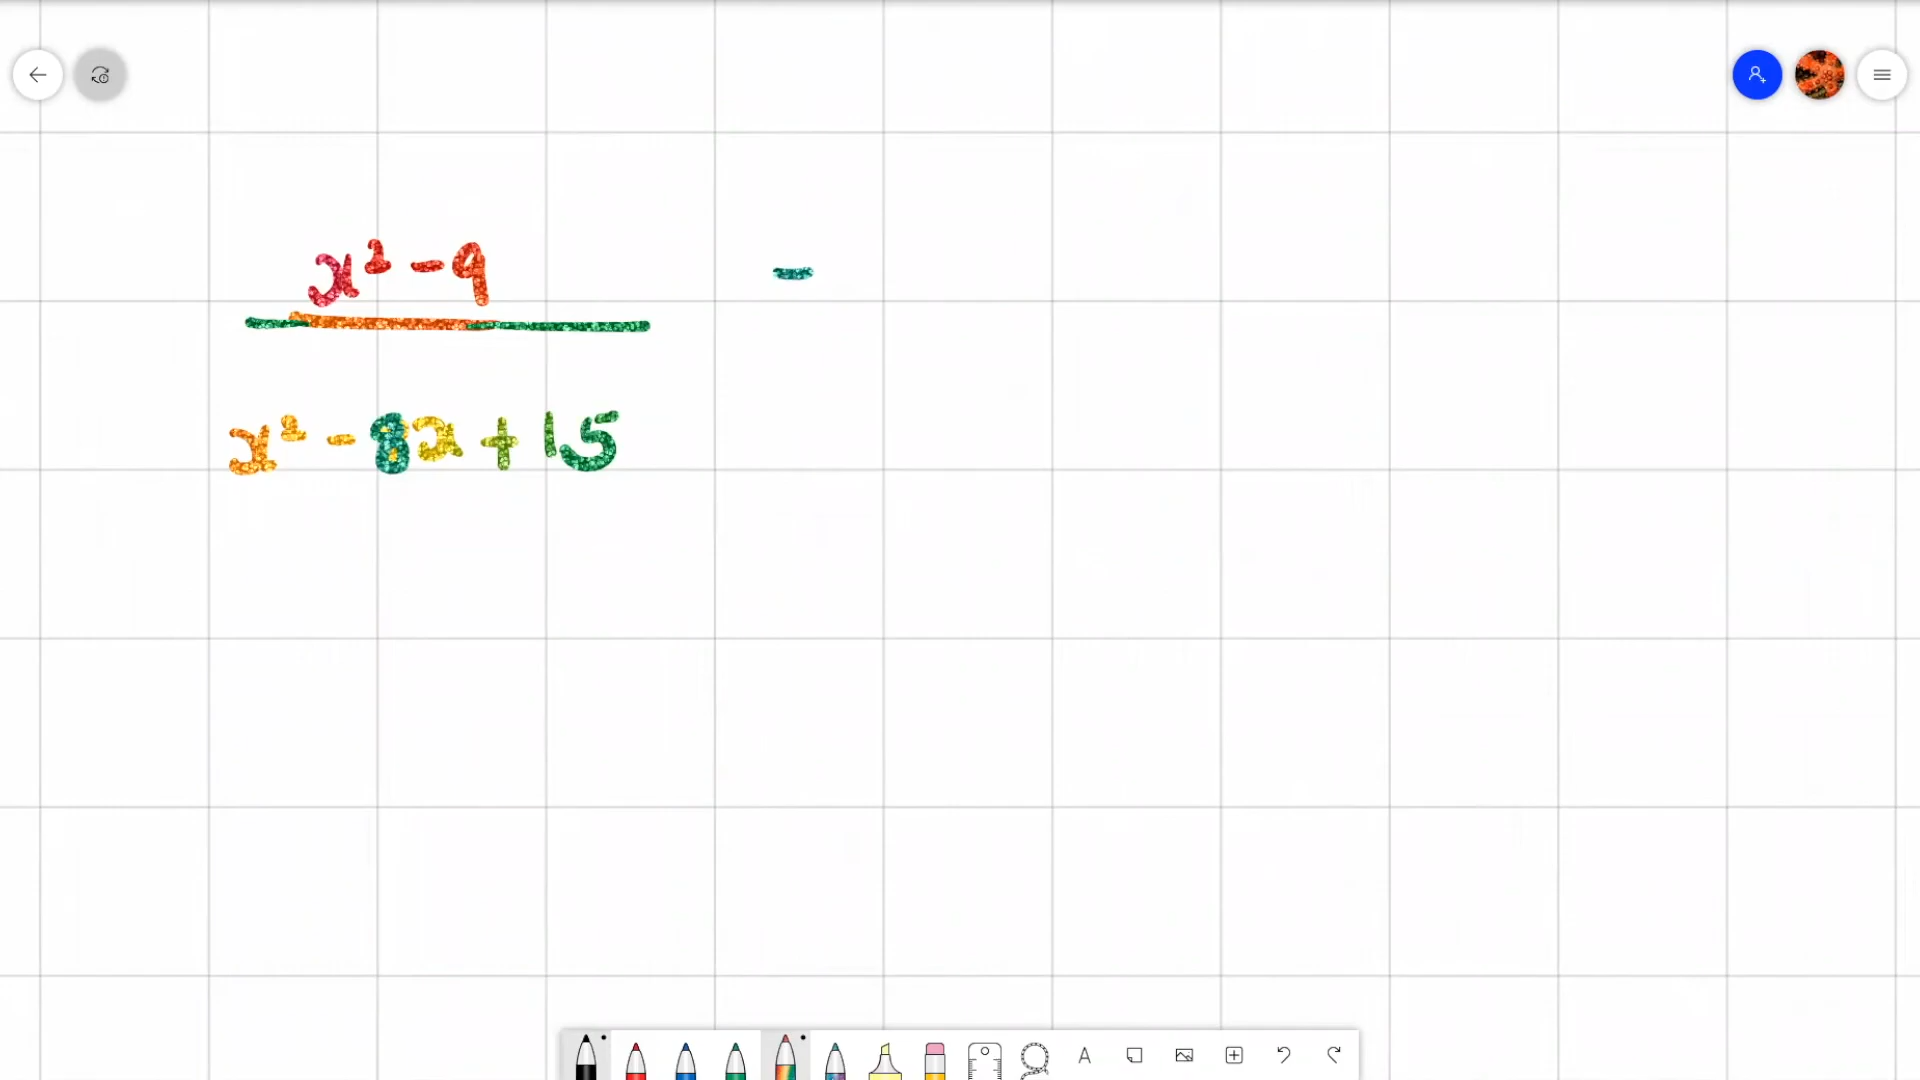 x² - 9 -
x² - 8x + 15
A